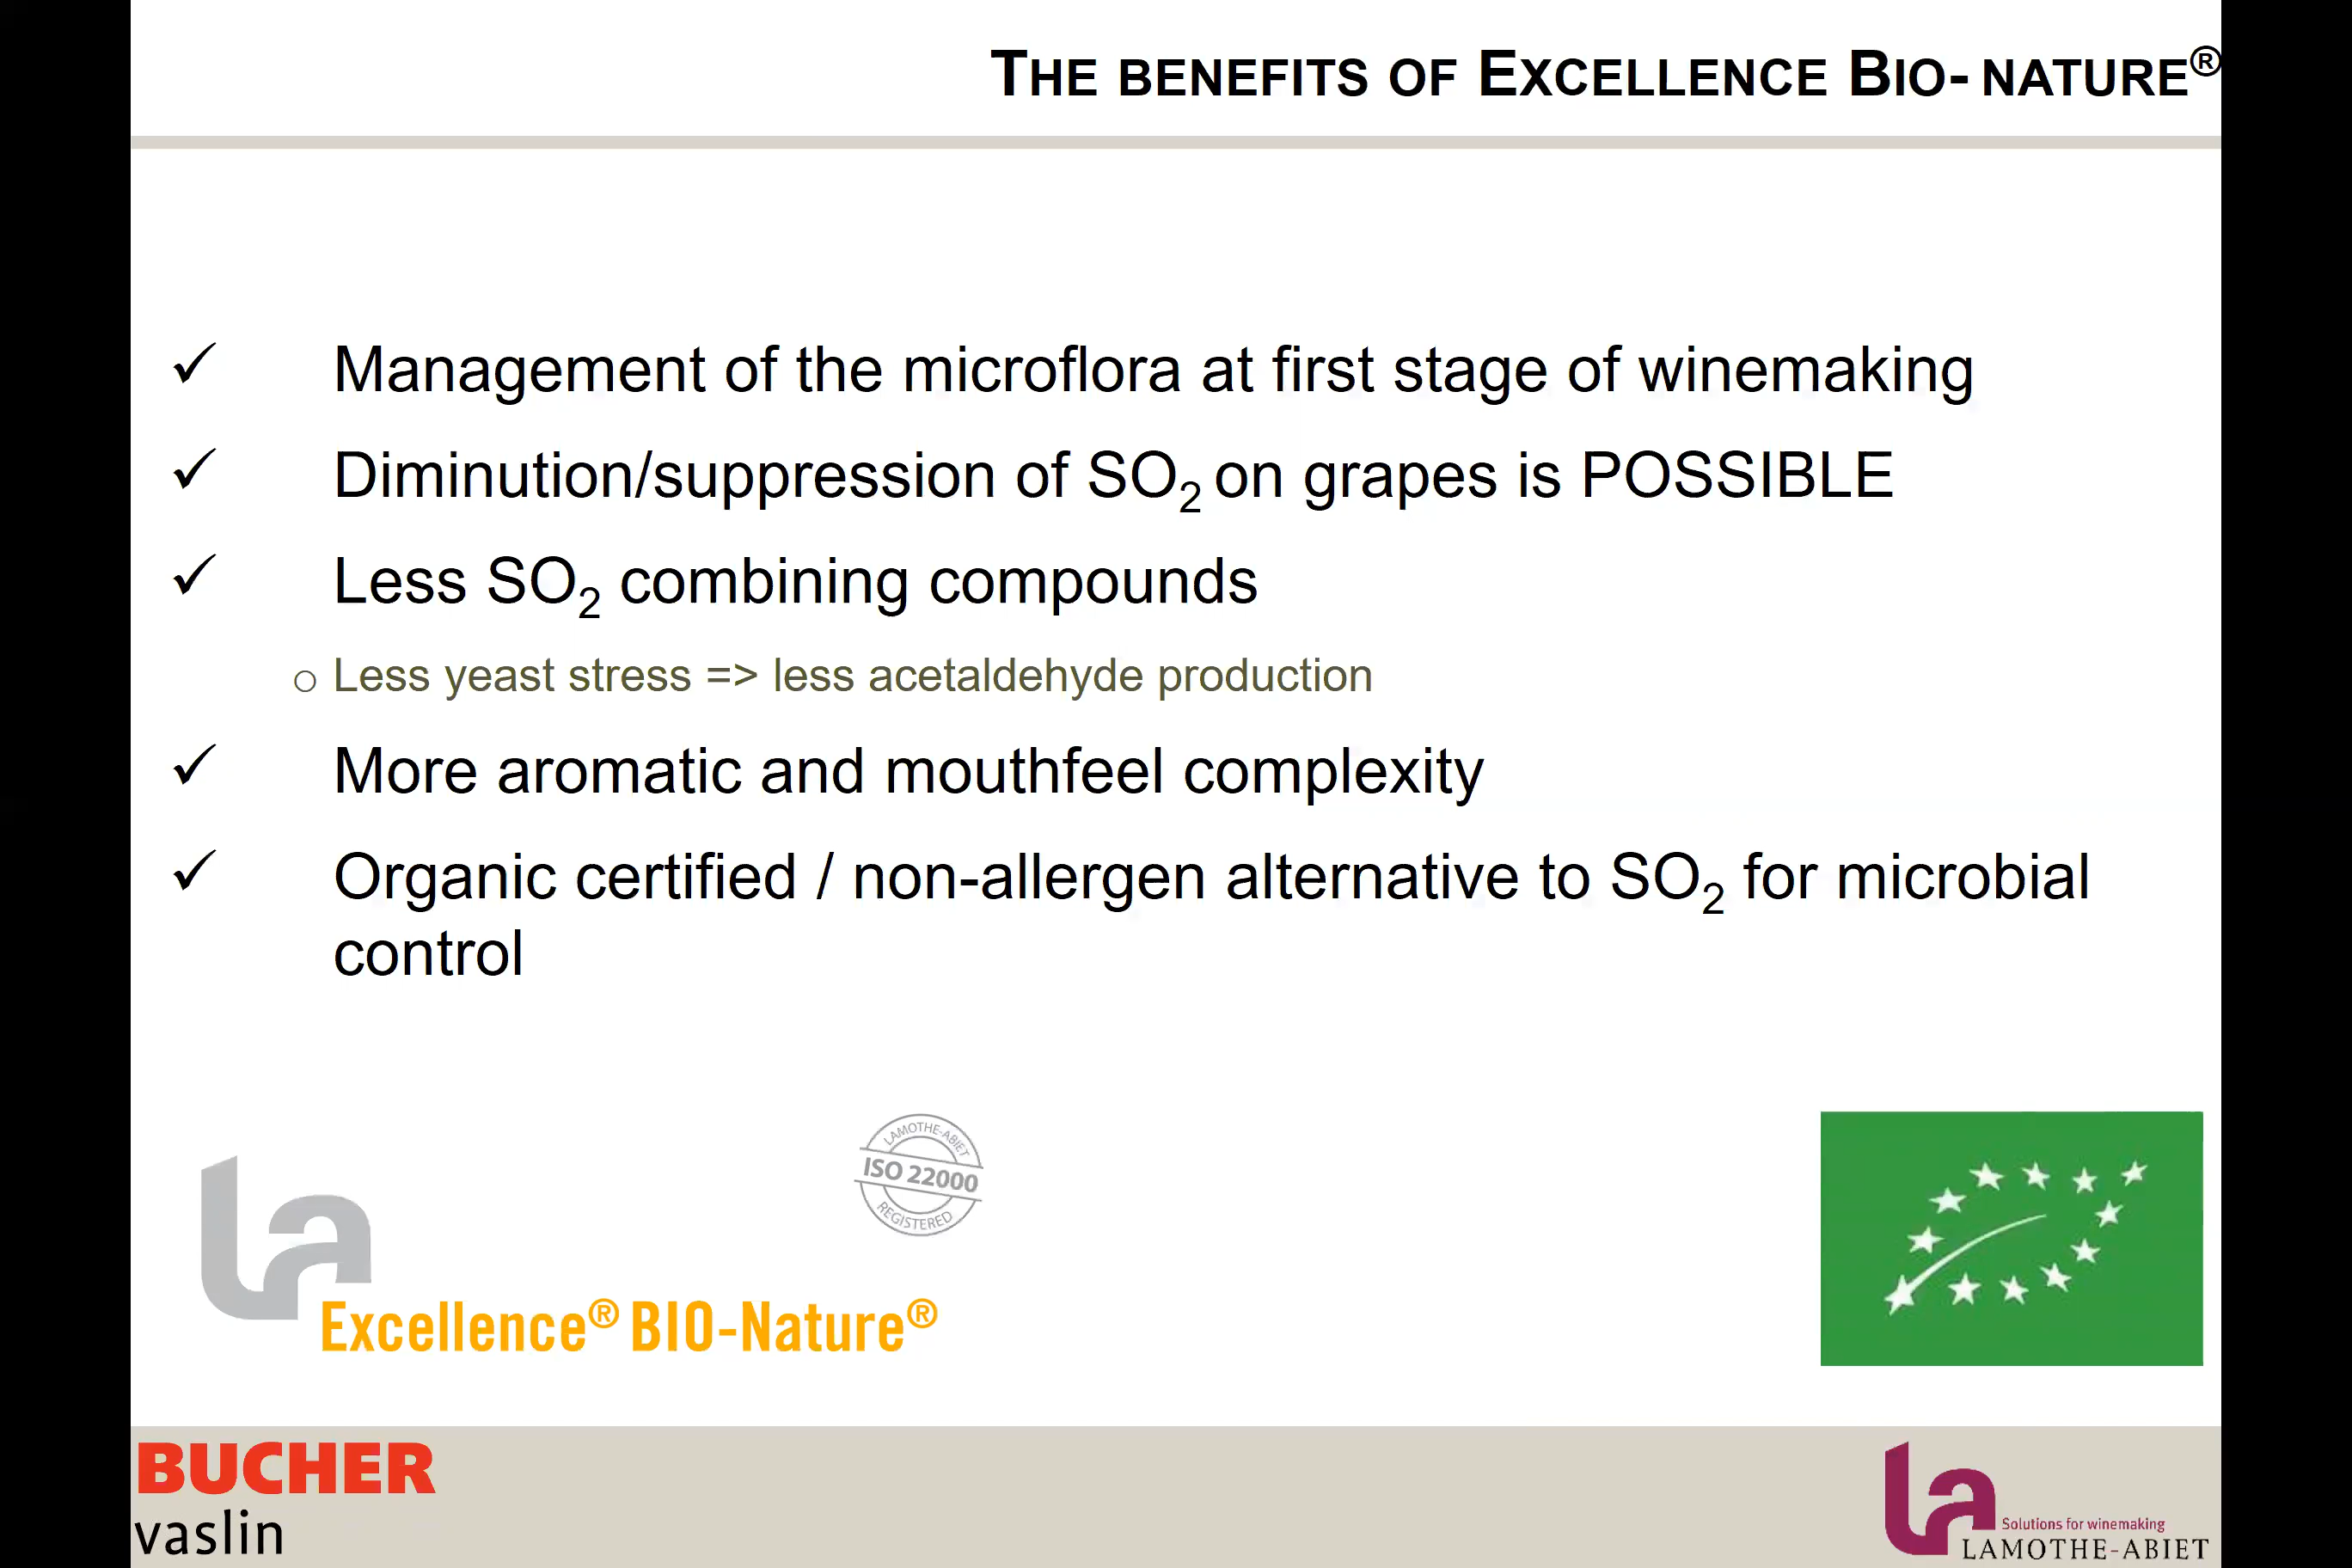 THE BENEFITS OF EXCELLENCE BIO- NATURE®
✓ Management of the microflora at first stage of winemaking
✓ Diminution/suppression of SO₂ on grapes is POSSIBLE
✓ Less SO₂ combining compounds
o Less yeast stress => less acetaldehyde production
✓ More aromatic and mouthfeel complexity
✓ Organic certified / non-allergen alternative to SO₂ for microbial
control
LAMOTHE-ABIET
ISO 22000
REGISTERED
la
Excellence® BIO-Nature®
BUCHER
vaslin
la
Solutions for winemaking
LAMOTHE-ABIET